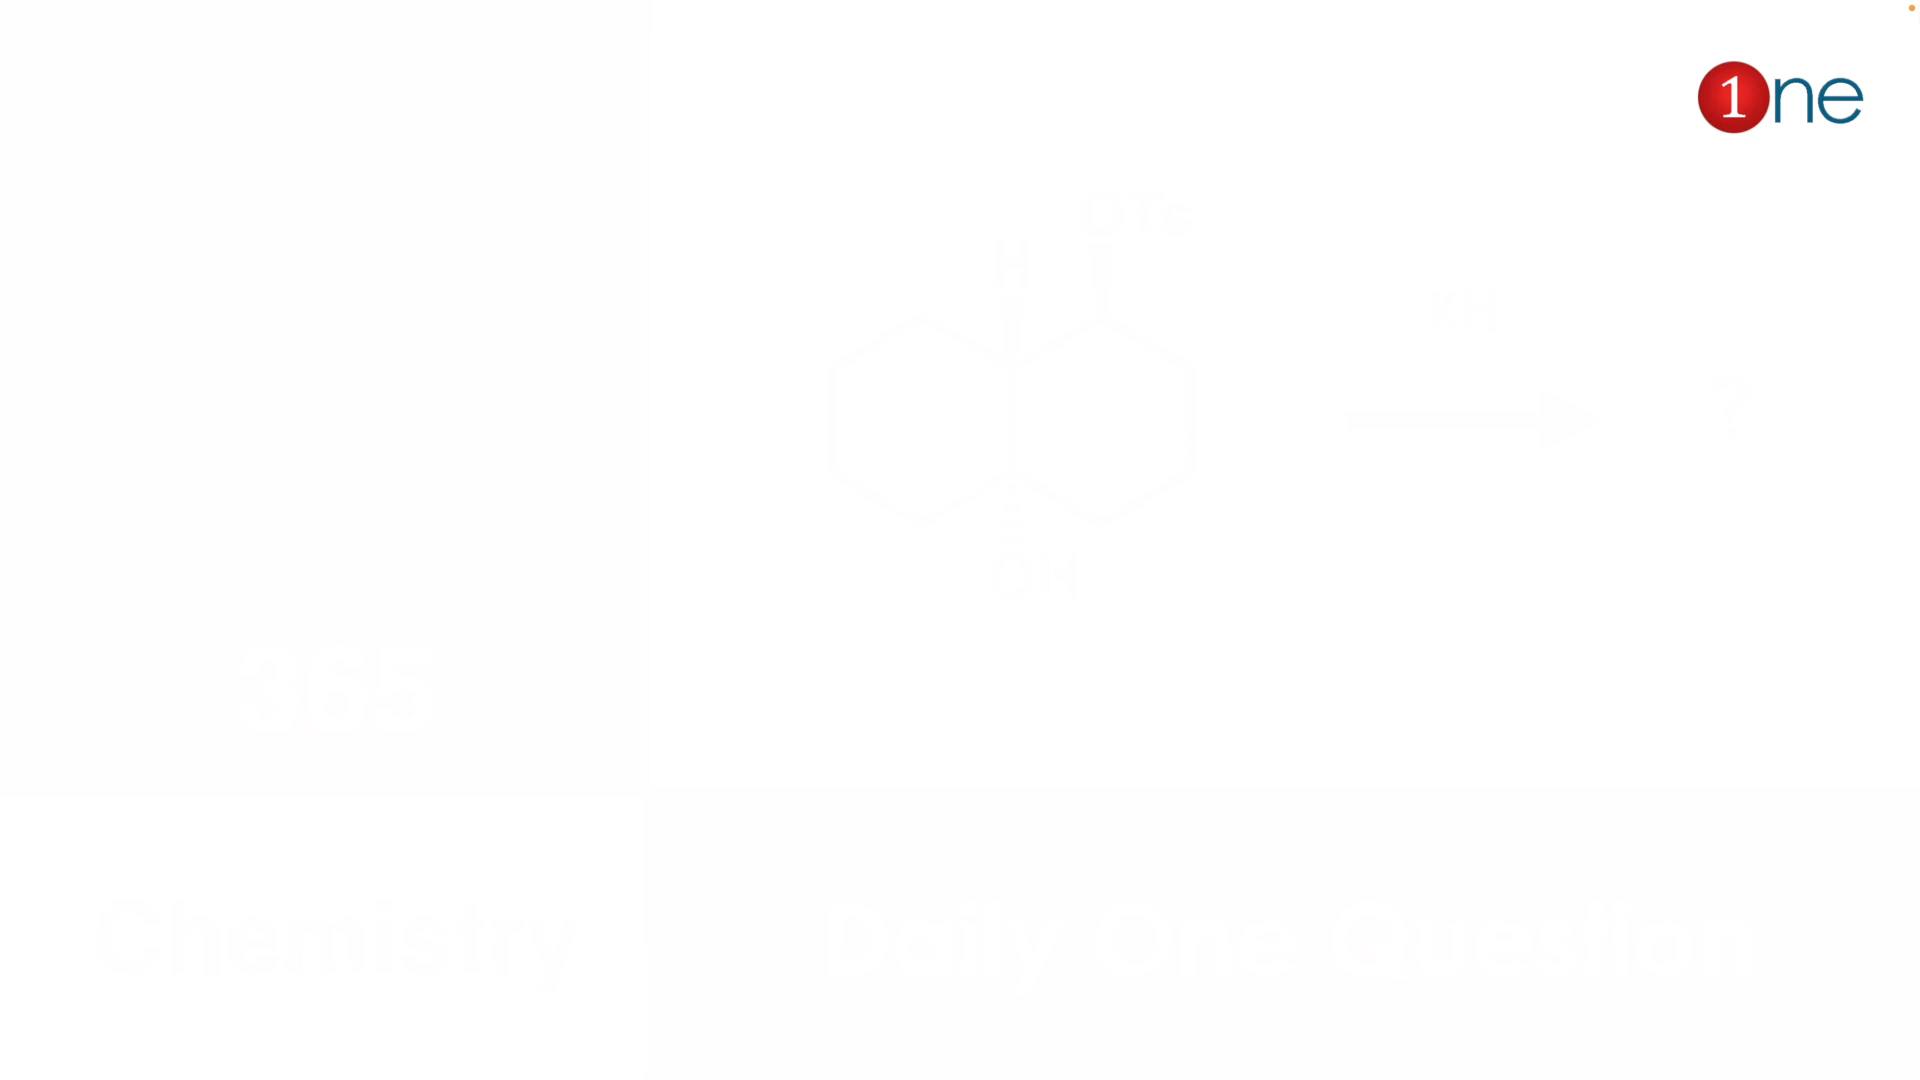 1ne
OTs
H
KH
?
OH
365
Chemistry
Daily One Question